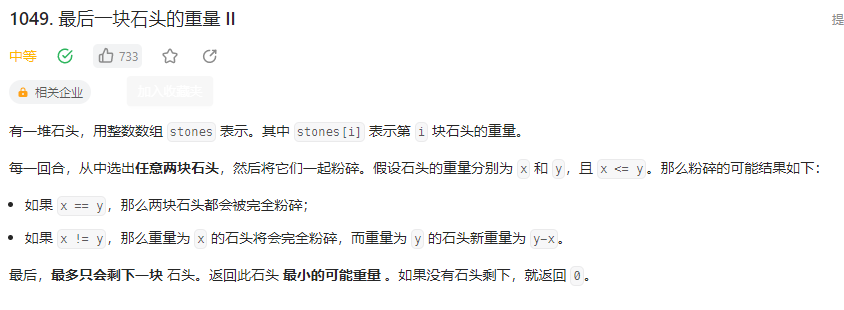 1049. 最后一块石头的重量 II
提
中等
733
相关企业
加入收藏夹
有一堆石头，用整数数组 stones 表示。其中 stones[i] 表示第 i 块石头的重量。
每一回合，从中选出任意两块石头，然后将它们一起粉碎。假设石头的重量分别为 x 和 y，且 x <= y。那么粉碎的可能结果如下：
如果 x == y，那么两块石头都会被完全粉碎；
如果 x != y，那么重量为 x 的石头将会完全粉碎，而重量为 y 的石头新重量为 y-x。
最后，最多只会剩下一块 石头。返回此石头 最小的可能重量 。如果没有石头剩下，就返回 0。